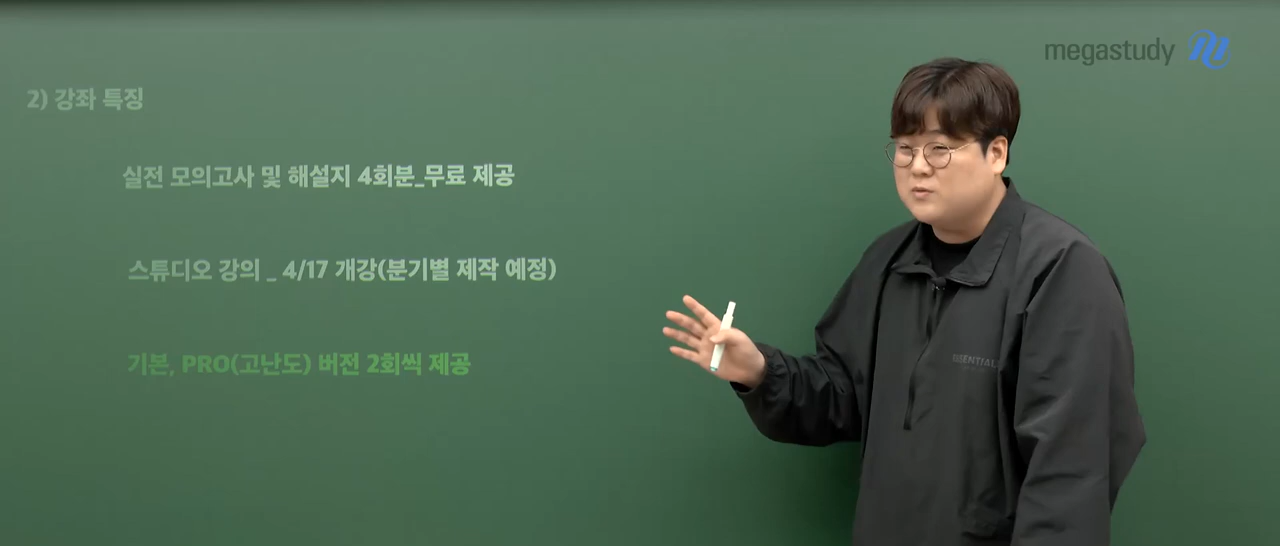 megastudy
2) 강좌 특징
실전 모의고사 및 해설지 4회분_무료 제공
스튜디오 강의 _ 4/17 개강(분기별 제작 예정)
기본, PRO(고난도) 버전 2회씩 제공
ESSENTIALS